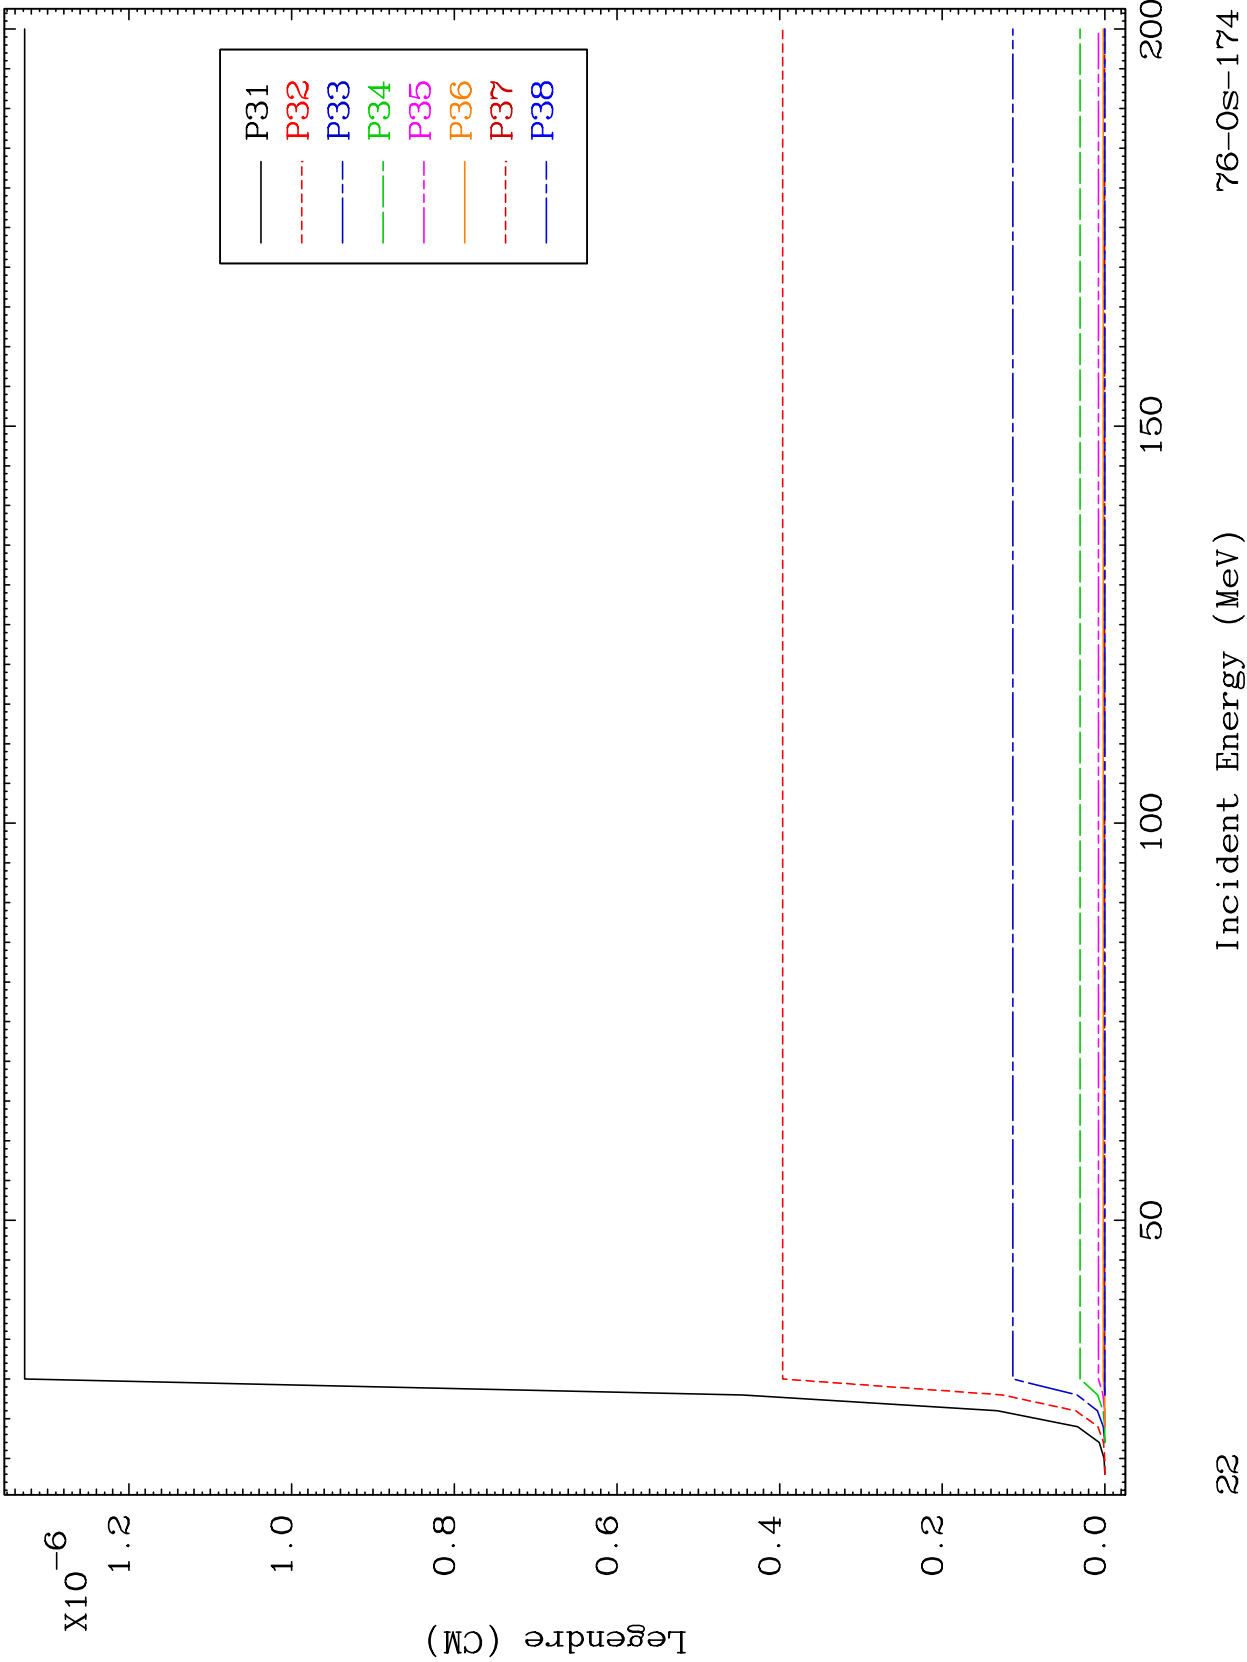 X10-6
1.2
1.0
0.8
0.6
0.4
0.2
0.0
Legendre (CM)
P31
P32
P33
P34
P35
P36
P37
P38
50
100
150
200
22
Incident Energy (MeV)
76-Os-174